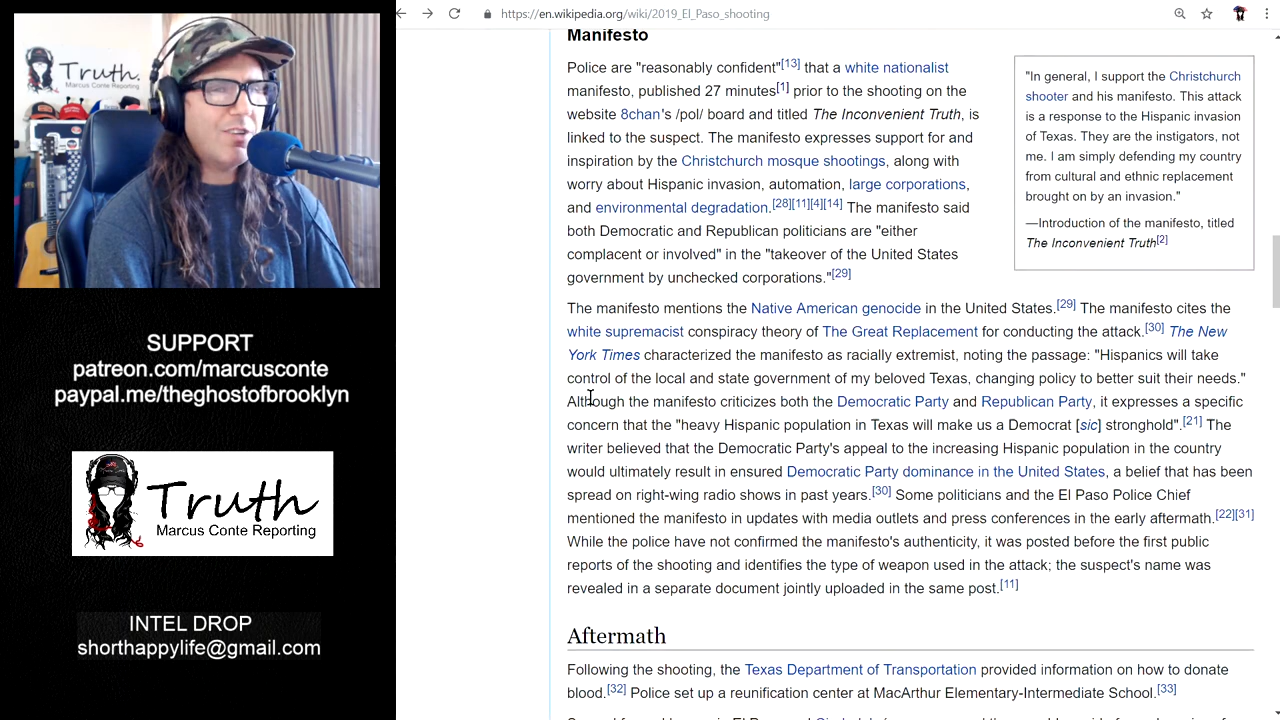 https://en.wikipedia.org/wiki/2019_El_Paso_shooting
Truth.
Marcus Conte Reporting
SUPPORT
patreon.com/marcusconte
paypal.me/theghostofbrooklyn
Truth
Marcus Conte Reporting
INTEL DROP
shorthappylife@gmail.com
Manifesto
Police are "reasonably confident"[13] that a white nationalist
manifesto, published 27 minutes[1] prior to the shooting on the
website 8chan's /pol/ board and titled The Inconvenient Truth, is
linked to the suspect. The manifesto expresses support for and
inspiration by the Christchurch mosque shootings, along with
worry about Hispanic invasion, automation, large corporations,
and environmental degradation.[28][11][4][14] The manifesto said
both Democratic and Republican politicians are "either
complacent or involved" in the "takeover of the United States
government by unchecked corporations."[29]
"In general, I support the Christchurch
shooter and his manifesto. This attack
is a response to the Hispanic invasion
of Texas. They are the instigators, not
me. I am simply defending my country
from cultural and ethnic replacement
brought on by an invasion."
—Introduction of the manifesto, titled
The Inconvenient Truth[2]
The manifesto mentions the Native American genocide in the United States.[29] The manifesto cites the
white supremacist conspiracy theory of The Great Replacement for conducting the attack.[30] The New
York Times characterized the manifesto as racially extremist, noting the passage: "Hispanics will take
control of the local and state government of my beloved Texas, changing policy to better suit their needs."
Although the manifesto criticizes both the Democratic Party and Republican Party, it expresses a specific
concern that the "heavy Hispanic population in Texas will make us a Democrat [sic] stronghold".[21] The
writer believed that the Democratic Party's appeal to the increasing Hispanic population in the country
would ultimately result in ensured Democratic Party dominance in the United States, a belief that has been
spread on right-wing radio shows in past years.[30] Some politicians and the El Paso Police Chief
mentioned the manifesto in updates with media outlets and press conferences in the early aftermath.[22][31]
While the police have not confirmed the manifesto's authenticity, it was posted before the first public
reports of the shooting and identifies the type of weapon used in the attack; the suspect's name was
revealed in a separate document jointly uploaded in the same post.[11]
Aftermath
Following the shooting, the Texas Department of Transportation provided information on how to donate
blood.[32] Police set up a reunification center at MacArthur Elementary-Intermediate School.[33]